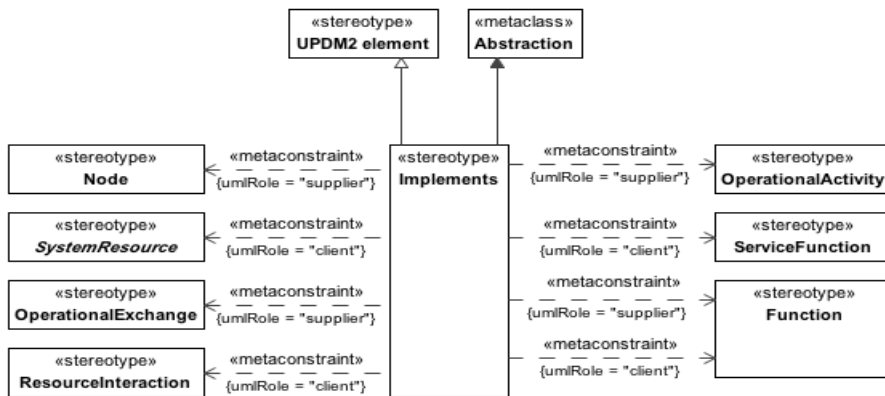 «stereotype»
UPDM2 element
«metaclass»
Abstraction
«stereotype»
Node
«metaconstraint»
{umlRole = "supplier"}
«stereotype»
Implements
«metaconstraint»
{umlRole = "supplier"}
«stereotype»
OperationalActivity
«stereotype»
SystemResource
«metaconstraint»
{umlRole = "client"}
«metaconstraint»
{umlRole = "client"}
«stereotype»
ServiceFunction
«stereotype»
OperationalExchange
«metaconstraint»
{umlRole = "supplier"}
«metaconstraint»
{umlRole = "supplier"}
«stereotype»
Function
«stereotype»
ResourceInteraction
«metaconstraint»
{umlRole = "client"}
«metaconstraint»
{umlRole = "client"}